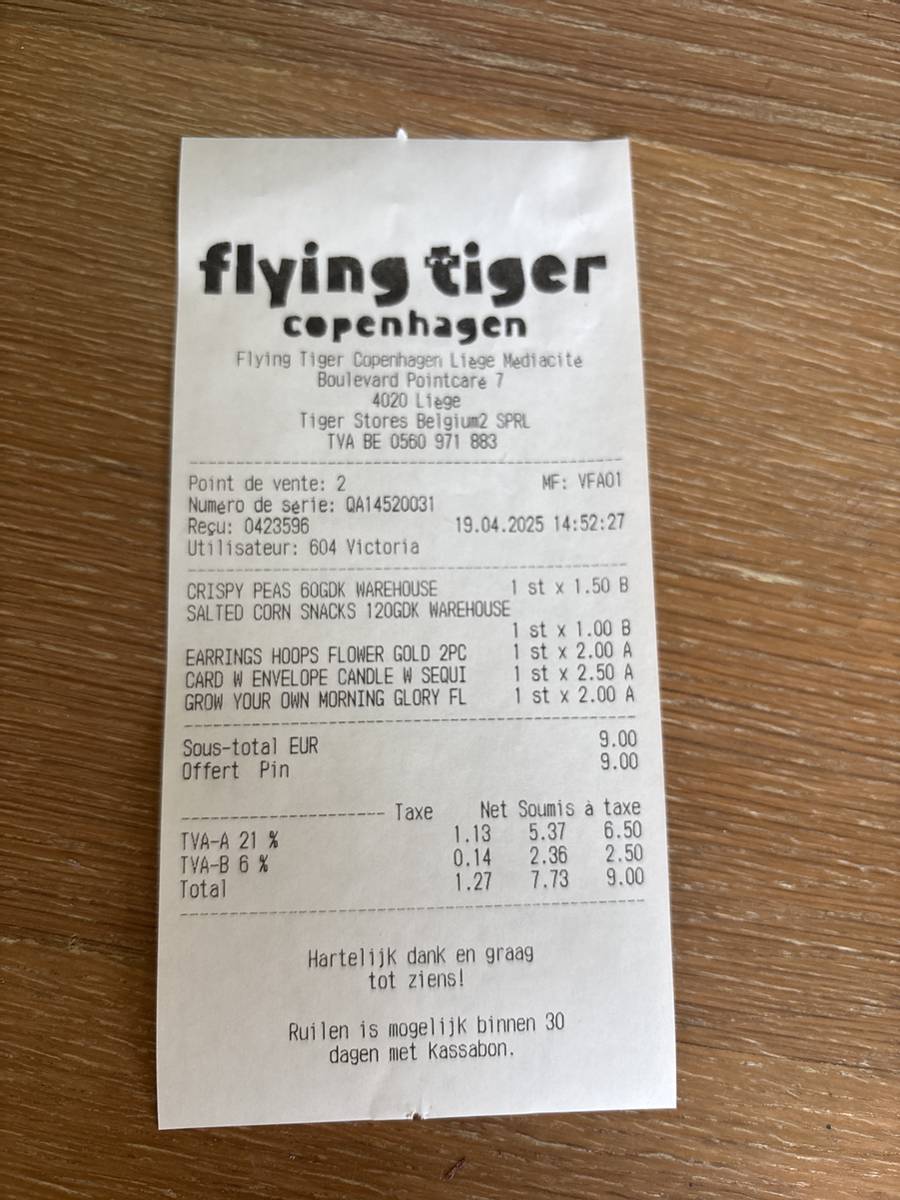 flying tiger
copenhagen
Flying Tiger Copenhagen Liège Médiacité
Boulevard Pointcaré 7
4020 Liège
Tiger Stores Belgium2 SPRL
TVA BE 0560 971 883
Point de vente: 2 MF: VFA01
Numéro de série: QA14520031
Reçu: 0423596 19.04.2025 14:52:27
Utilisateur: 604 Victoria
CRISPY PEAS 60GDK WAREHOUSE 1 st x 1.50 B
SALTED CORN SNACKS 120GDK WAREHOUSE
1 st x 1.00 B
EARRINGS HOOPS FLOWER GOLD 2PC 1 st x 2.00 A
CARD W ENVELOPE CANDLE W SEQUI 1 st x 2.50 A
GROW YOUR OWN MORNING GLORY FL 1 st x 2.00 A
Sous-total EUR 9.00
Offert Pin 9.00
-------------------- Taxe Net Soumis à taxe
TVA-A 21 % 1.13 5.37 6.50
TVA-B 6 % 0.14 2.36 2.50
Total 1.27 7.73 9.00
Hartelijk dank en graag
tot ziens!
Ruilen is mogelijk binnen 30
dagen met Kassabon.